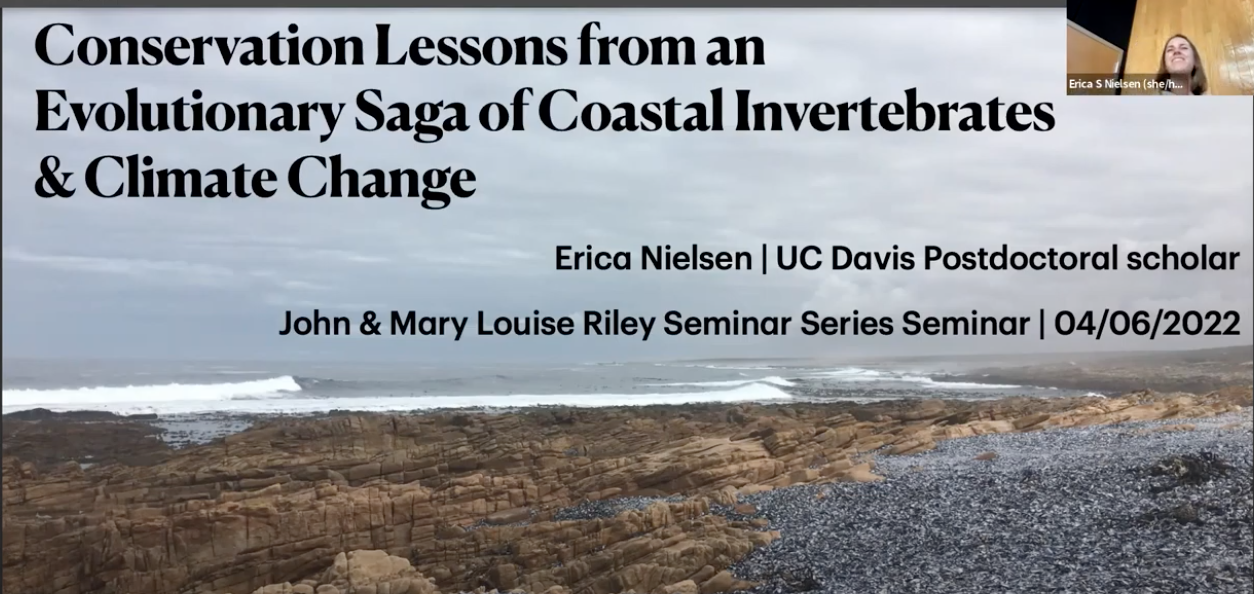 Conservation Lessons from an
Evolutionary Saga of Coastal Invertebrates
& Climate Change
Erica S Nielsen (she/h...
Erica Nielsen | UC Davis Postdoctoral scholar
John & Mary Louise Riley Seminar Series Seminar | 04/06/2022